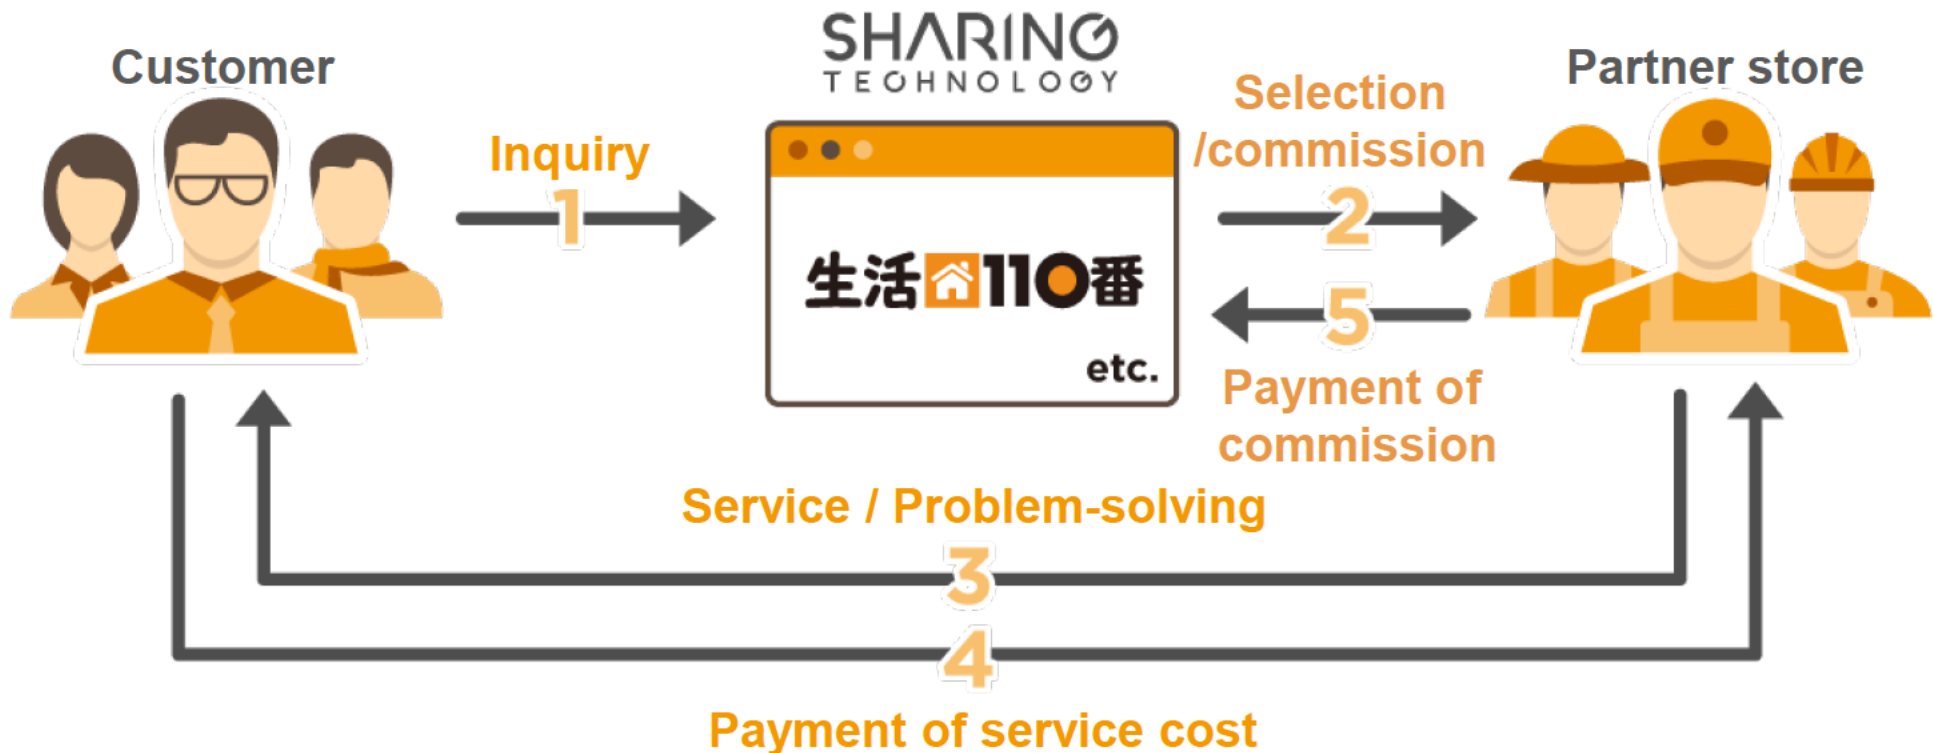 SHARING
TECHNOLOGY
Customer
Partner store
Inquiry
1
Selection
/commission
2
生活110番
etc.
5
Payment of
commission
Service / Problem-solving
3
4
Payment of service cost